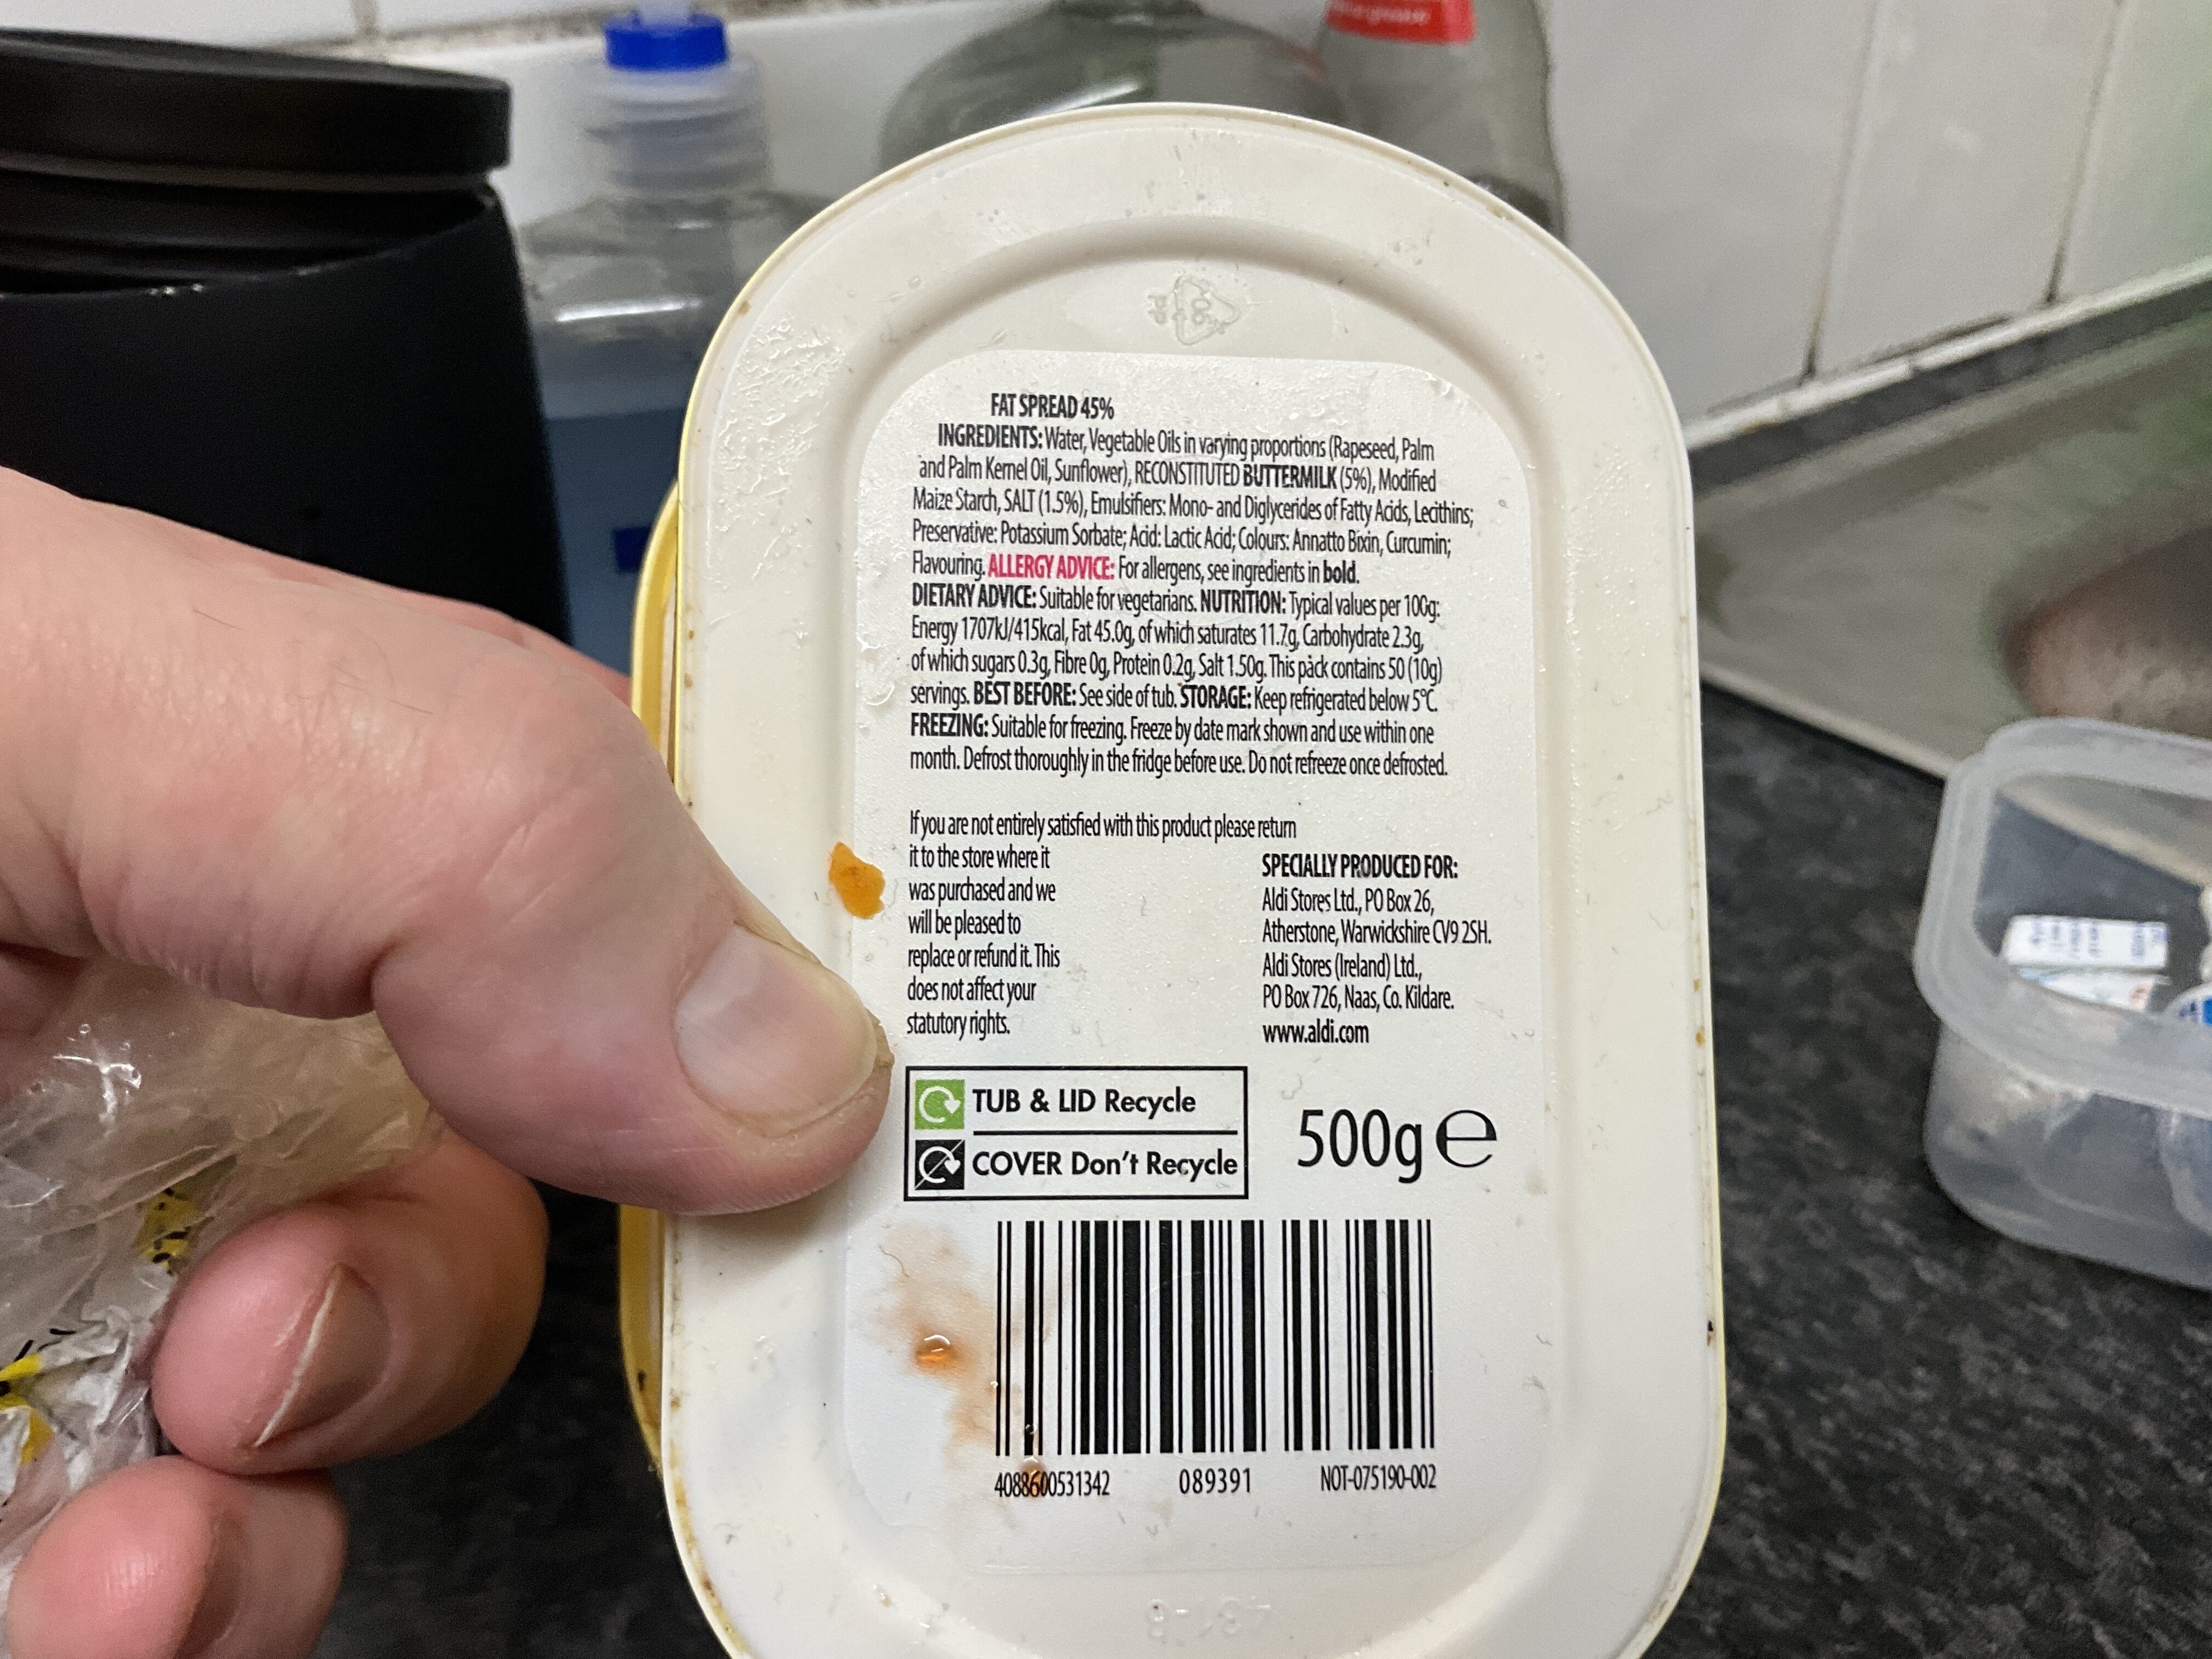 FAT SPREAD 45%
INGREDIENTS: Water, Vegetable Oils in varying proportions (Rapeseed, Palm
and Palm Kernel Oil, Sunflower), RECONSTITUTED BUTTERMILK (5%), Modified
Maize Starch, SALT (1.5%), Emulsifiers: Mono- and Diglycerides of Fatty Acids, Lecithins;
Preservative: Potassium Sorbate; Acid: Lactic Acid; Colours: Annatto Bixin, Curcumin;
Flavouring. ALLERGY ADVICE: For allergens, see ingredients in bold.
DIETARY ADVICE: Suitable for vegetarians. NUTRITION: Typical values per 100g:
Energy 1707kJ/415kcal, Fat 45.0g, of which saturates 11.7g, Carbohydrate 2.3g,
of which sugars 0.3g, Fibre 0g, Protein 0.2g, Salt 1.50g. This pack contains 50 (10g)
servings. BEST BEFORE: See side of tub. STORAGE: Keep refrigerated below 5°C.
FREEZING: Suitable for freezing. Freeze by date mark shown and use within one
month. Defrost thoroughly in the fridge before use. Do not refreeze once defrosted.
If you are not entirely satisfied with this product please return
it to the store where it
was purchased and we
will be pleased to
replace or refund it. This
does not affect your
statutory rights.
SPECIALLY PRODUCED FOR:
Aldi Stores Ltd., PO Box 26,
Atherstone, Warwickshire CV9 2SH.
Aldi Stores (Ireland) Ltd.,
PO Box 726, Naas, Co. Kildare.
www.aldi.com
TUB & LID Recycle
COVER Don't Recycle
500g e
4088600531342 089391 NOT-075190-002